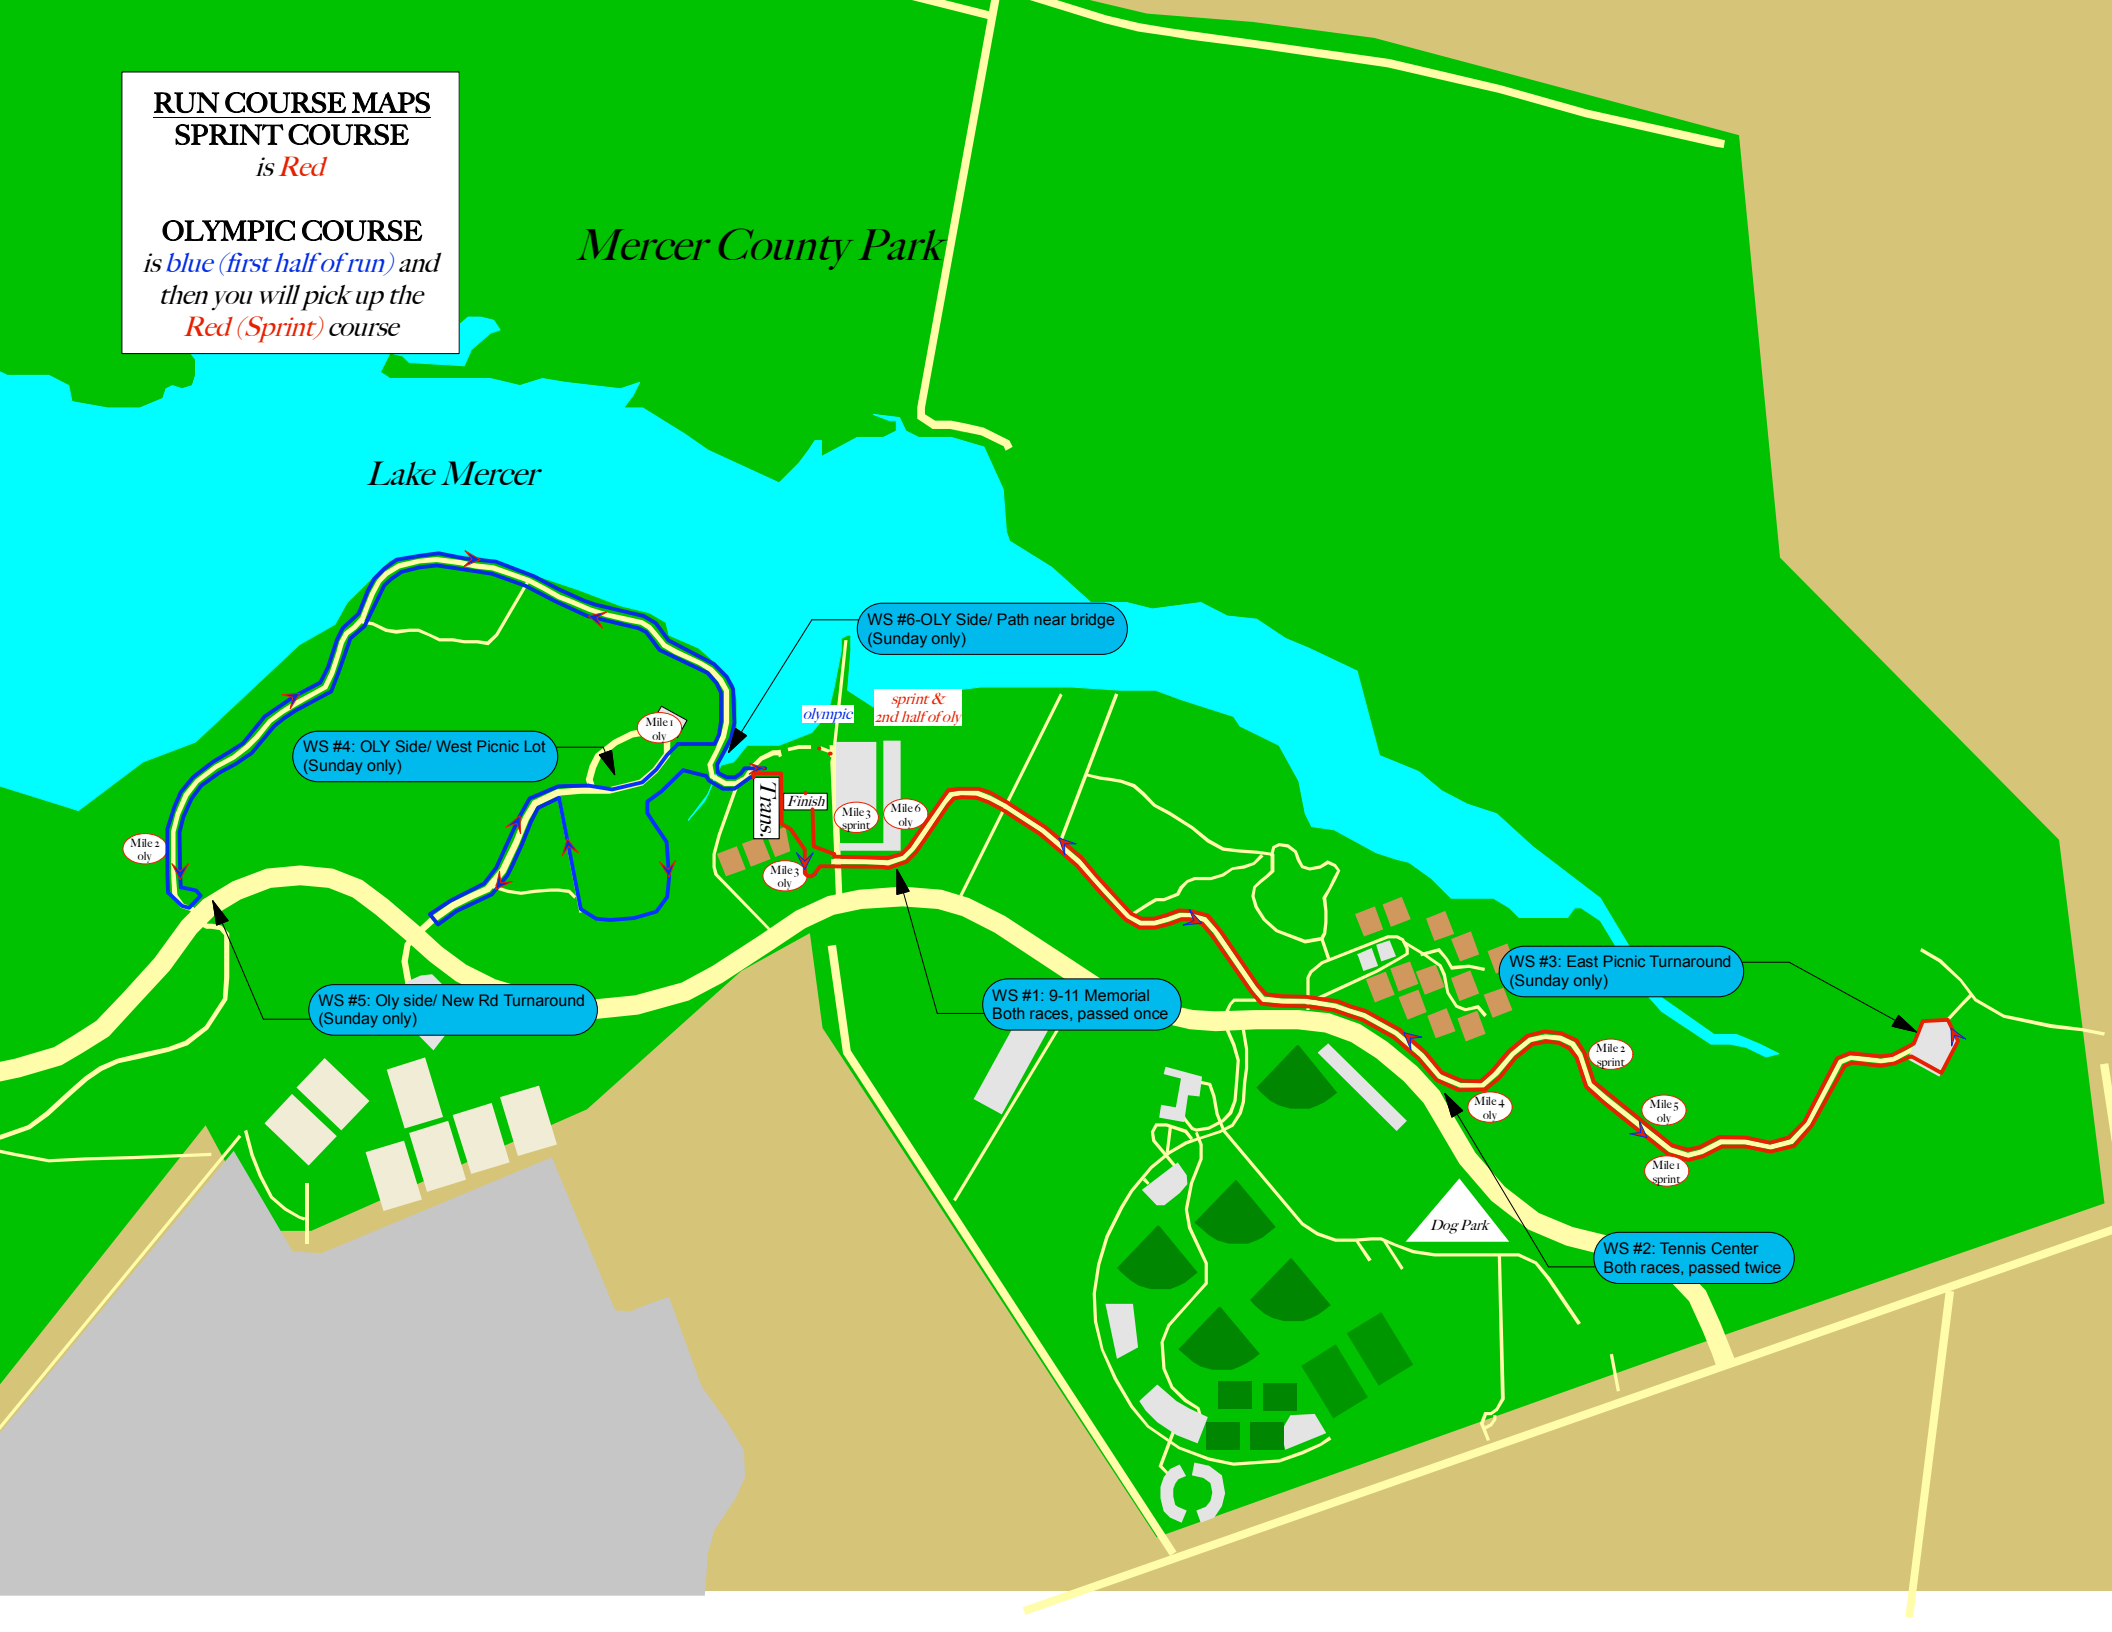 RUN COURSE MAPS
SPRINT COURSE
is Red
OLYMPIC COURSE
is blue (first half of run) and
then you will pick up the
Red (Sprint) course
Mercer County Park
Lake Mercer
WS #6-OLY Side/ Path near bridge
(Sunday only)
olympic
sprint &
2nd half of oly
Mile 1
oly
WS #4: OLY Side/ West Picnic Lot
(Sunday only)
Trans.
Finish
Mile 3
sprint
Mile 6
oly
Mile 2
oly
Mile 3
oly
WS #3: East Picnic Turnaround
(Sunday only)
WS #5: Oly side/ New Rd Turnaround
(Sunday only)
WS #1: 9-11 Memorial
Both races, passed once
Mile 2
sprint
Mile 4
oly
Mile 5
oly
Mile 1
sprint
Dog Park
WS #2: Tennis Center
Both races, passed twice